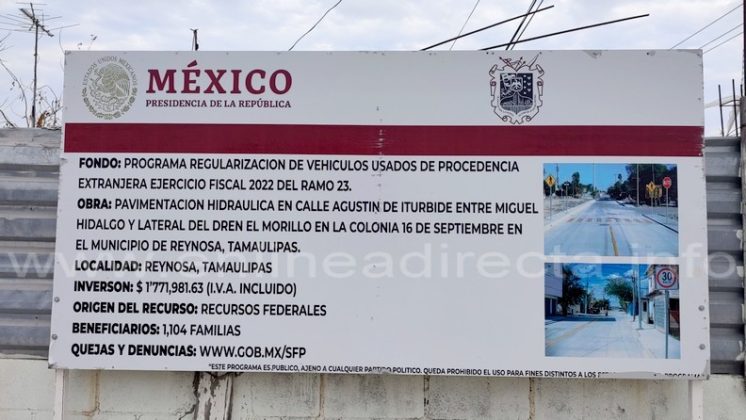 MÉXICO
PRESIDENCIA DE LA REPÚBLICA
ESTADOS UNIDOS MEXICANOS
FONDO: PROGRAMA REGULARIZACION DE VEHICULOS USADOS DE PROCEDENCIA
EXTRANJERA EJERCICIO FISCAL 2022 DEL RAMO 23.
OBRA: PAVIMENTACION HIDRAULICA EN CALLE AGUSTIN DE ITURBIDE ENTRE MIGUEL
HIDALGO Y LATERAL DEL DREN EL MORILLO EN LA COLONIA 16 DE SEPTIEMBRE EN
EL MUNICIPIO DE REYNOSA, TAMAULIPAS.
LOCALIDAD: REYNOSA, TAMAULIPAS
INVERSON: $ 1'771,981.63 (I.V.A. INCLUIDO)
ORIGEN DEL RECURSO: RECURSOS FEDERALES
BENEFICIARIOS: 1,104 FAMILIAS
QUEJAS Y DENUNCIAS: WWW.GOB.MX/SFP
"ESTE PROGRAMA ES PUBLICO, AJENO A CUALQUIER PARTIDO POLITICO. QUEDA PROHIBIDO EL USO PARA FINES DISTINTOS A LOS
30
www.enlineadirecta.info